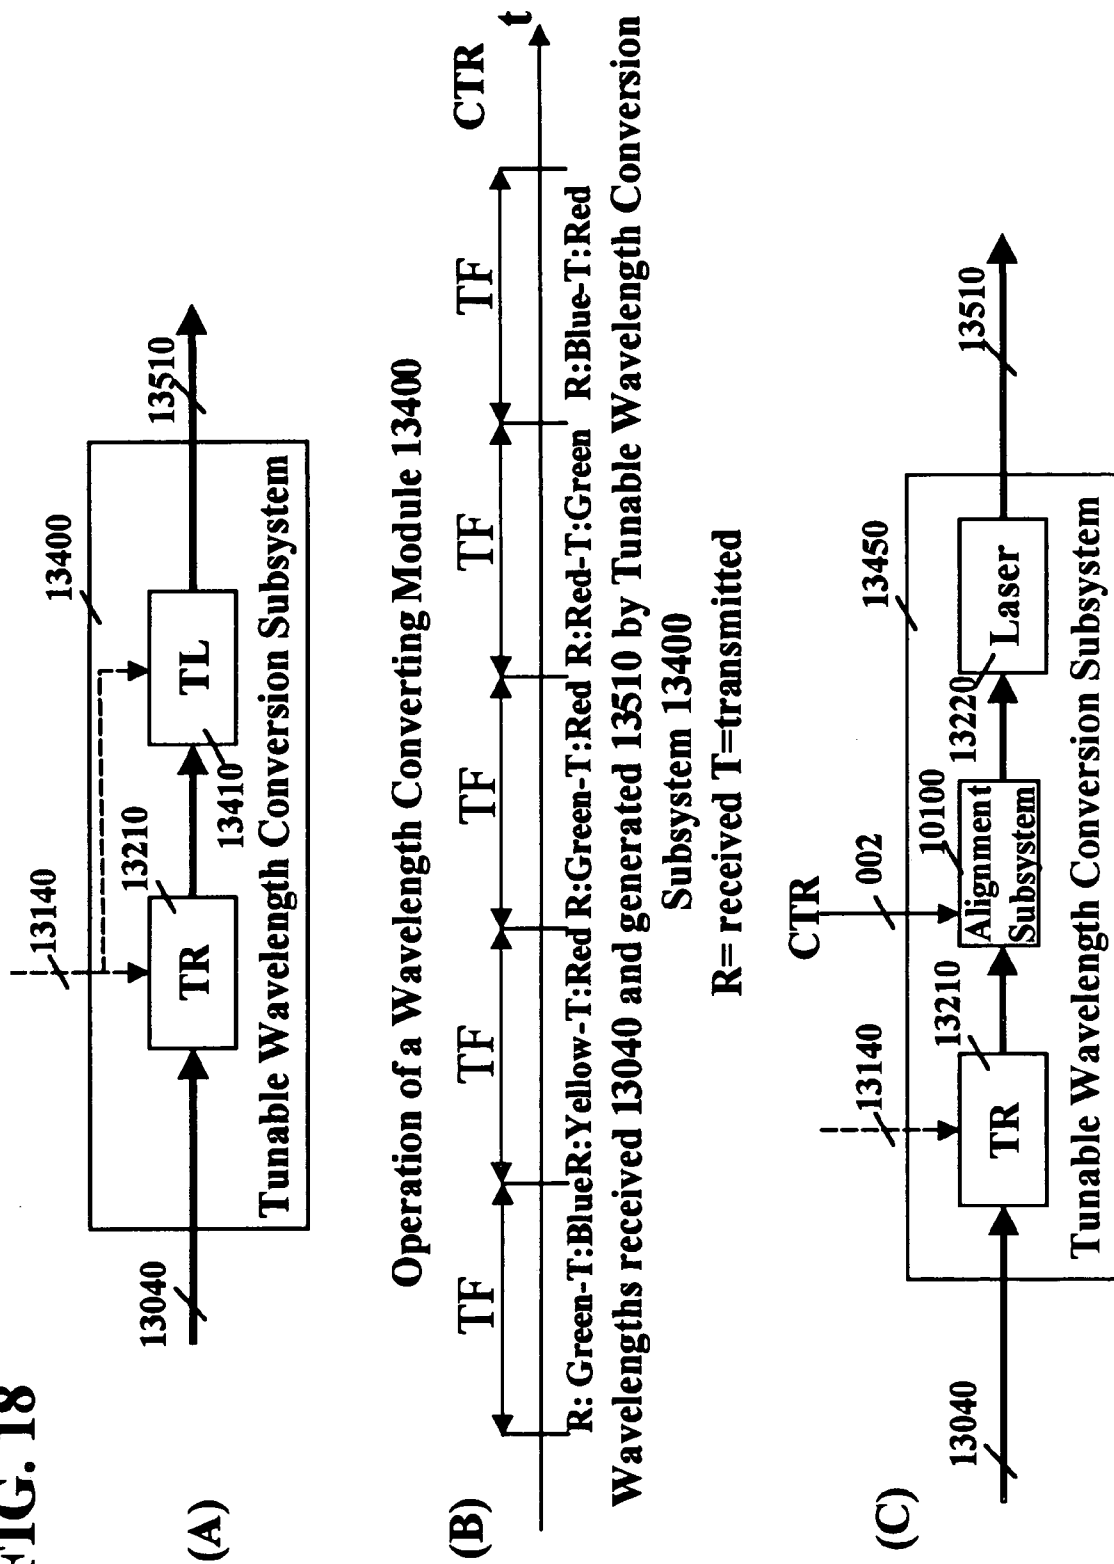 FIG. 18
(A)
13040
13140
13400
13210
TR
TL
13410
13510
Tunable Wavelength Conversion Subsystem
Operation of a Wavelength Converting Module 13400
(B)
TF
TF
TF
TF
TF
CTR
t
R: Green-T:Blue
R:Yellow-T:Red
R:Green-T:Red
R:Red-T:Green
R:Blue-T:Red
Wavelengths received 13040 and generated 13510 by Tunable Wavelength Conversion
Subsystem 13400
R= received T=transmitted
(C)
13040
13140
CTR
002
13450
13210
10100
13220
TR
Alignment
Subsystem
Laser
13510
Tunable Wavelength Conversion Subsystem